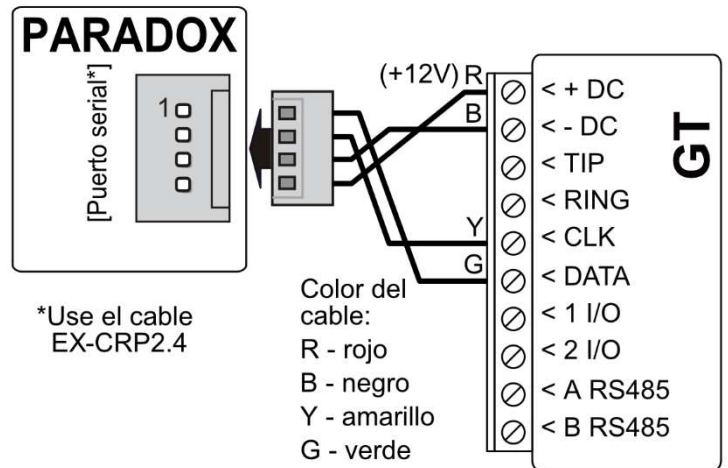 PARADOX
[Puerto serial*]
1
*Use el cable
EX-CRP2.4
(+12V) R
B
Y
G
Color del
cable:
R - rojo
B - negro
Y - amarillo
G - verde
< + DC
< - DC
< TIP
< RING
< CLK
< DATA
< 1 I/O
< 2 I/O
< A RS485
< B RS485
GT